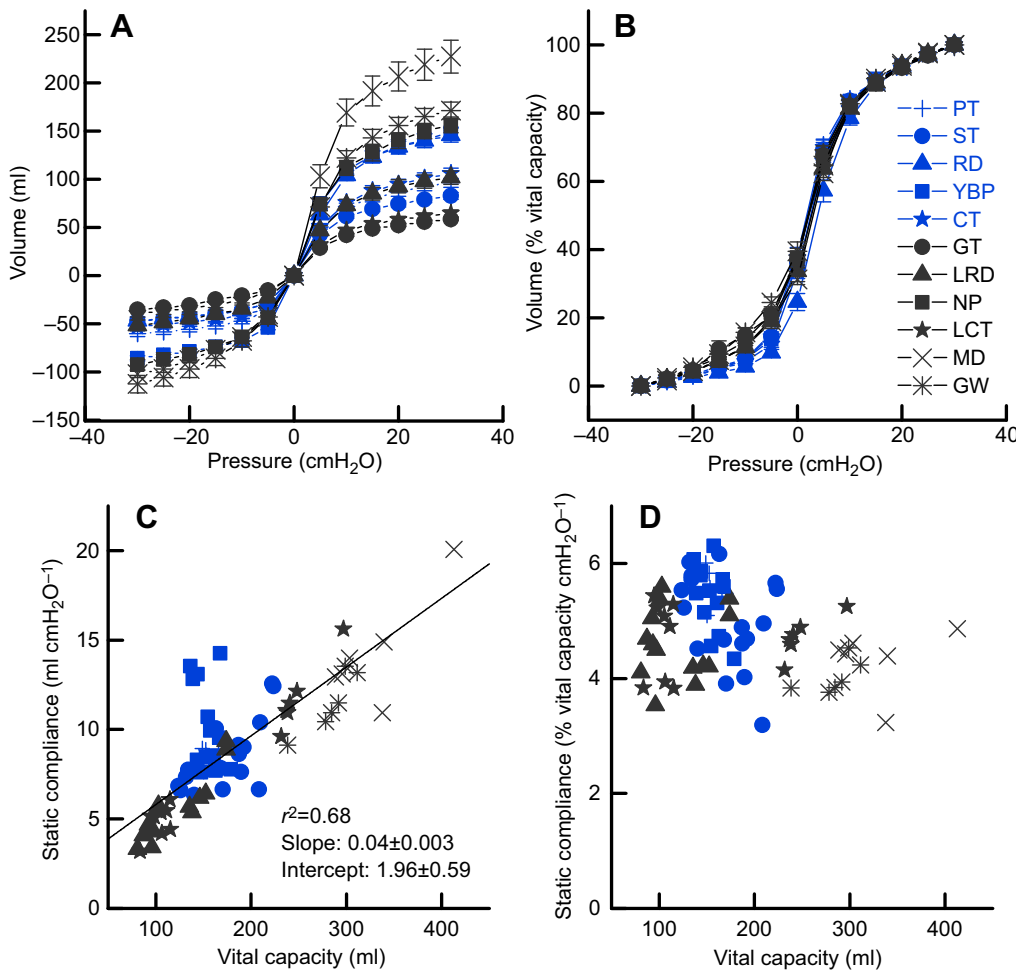 A
250
200
150
100
50
0
–50
–100
–150
Volume (ml)
–40
–20
0
20
40
Pressure (cmH2O)
B
100
80
60
40
20
0
Volume (% vital capacity)
–40
–20
0
20
40
Pressure (cmH2O)
PT
ST
RD
YBP
CT
GT
LRD
NP
LCT
MD
GW
C
20
15
10
5
0
Static compliance (ml cmH2O–1)
r2=0.68
Slope: 0.04±0.003
Intercept: 1.96±0.59
100
200
300
400
Vital capacity (ml)
D
6
4
2
0
Static compliance (% vital capacity cmH2O–1)
100
200
300
400
Vital capacity (ml)